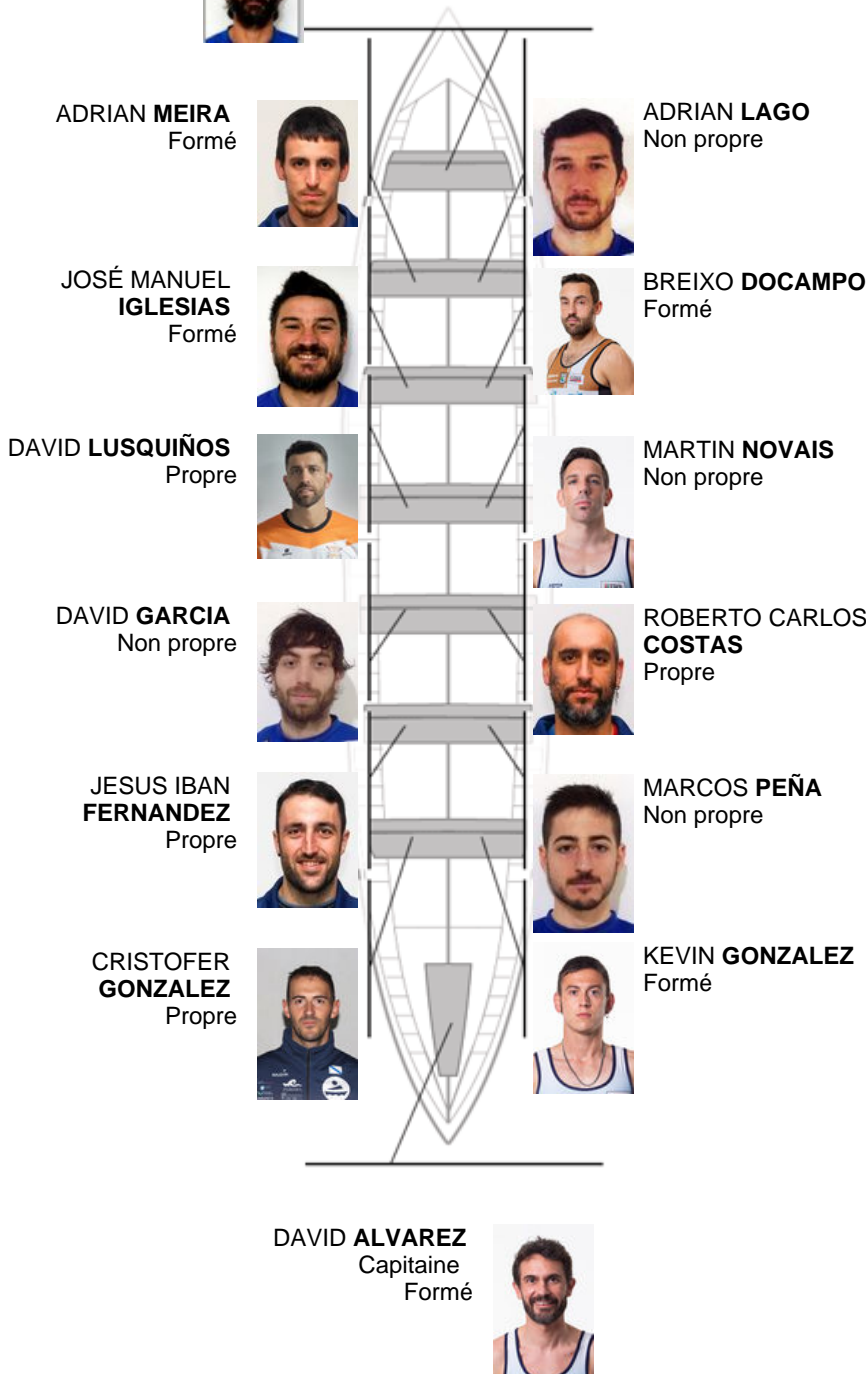 ADRIAN MEIRA
Formé
ADRIAN LAGO
Non propre
JOSÉ MANUEL
IGLESIAS
Formé
BREIXO DOCAMPO
Formé
DAVID LUSQUIÑOS
Propre
MARTIN NOVAIS
Non propre
DAVID GARCIA
Non propre
ROBERTO CARLOS
COSTAS
Propre
JESUS IBAN
FERNANDEZ
Propre
MARCOS PEÑA
Non propre
CRISTOFER
GONZALEZ
Propre
KEVIN GONZALEZ
Formé
DAVID ALVAREZ
Capitaine
Formé